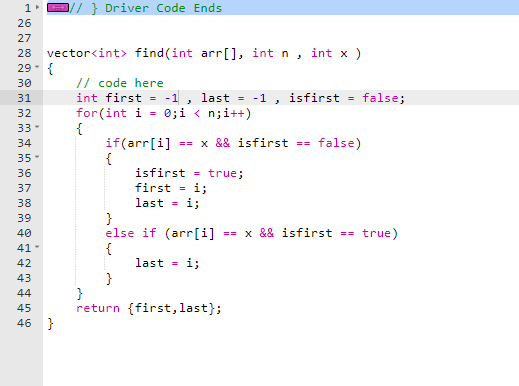 1 // } Driver Code Ends
26
27
28 vector<int> find(int arr[], int n , int x )
29 {
30     // code here
31     int first = -1 , last = -1 , isfirst = false;
32     for(int i = 0;i < n;i++)
33     {
34         if(arr[i] == x && isfirst == false)
35         {
36             isfirst = true;
37             first = i;
38             last = i;
39         }
40         else if (arr[i] == x && isfirst == true)
41         {
42             last = i;
43         }
44     }
45     return {first,last};
46 }